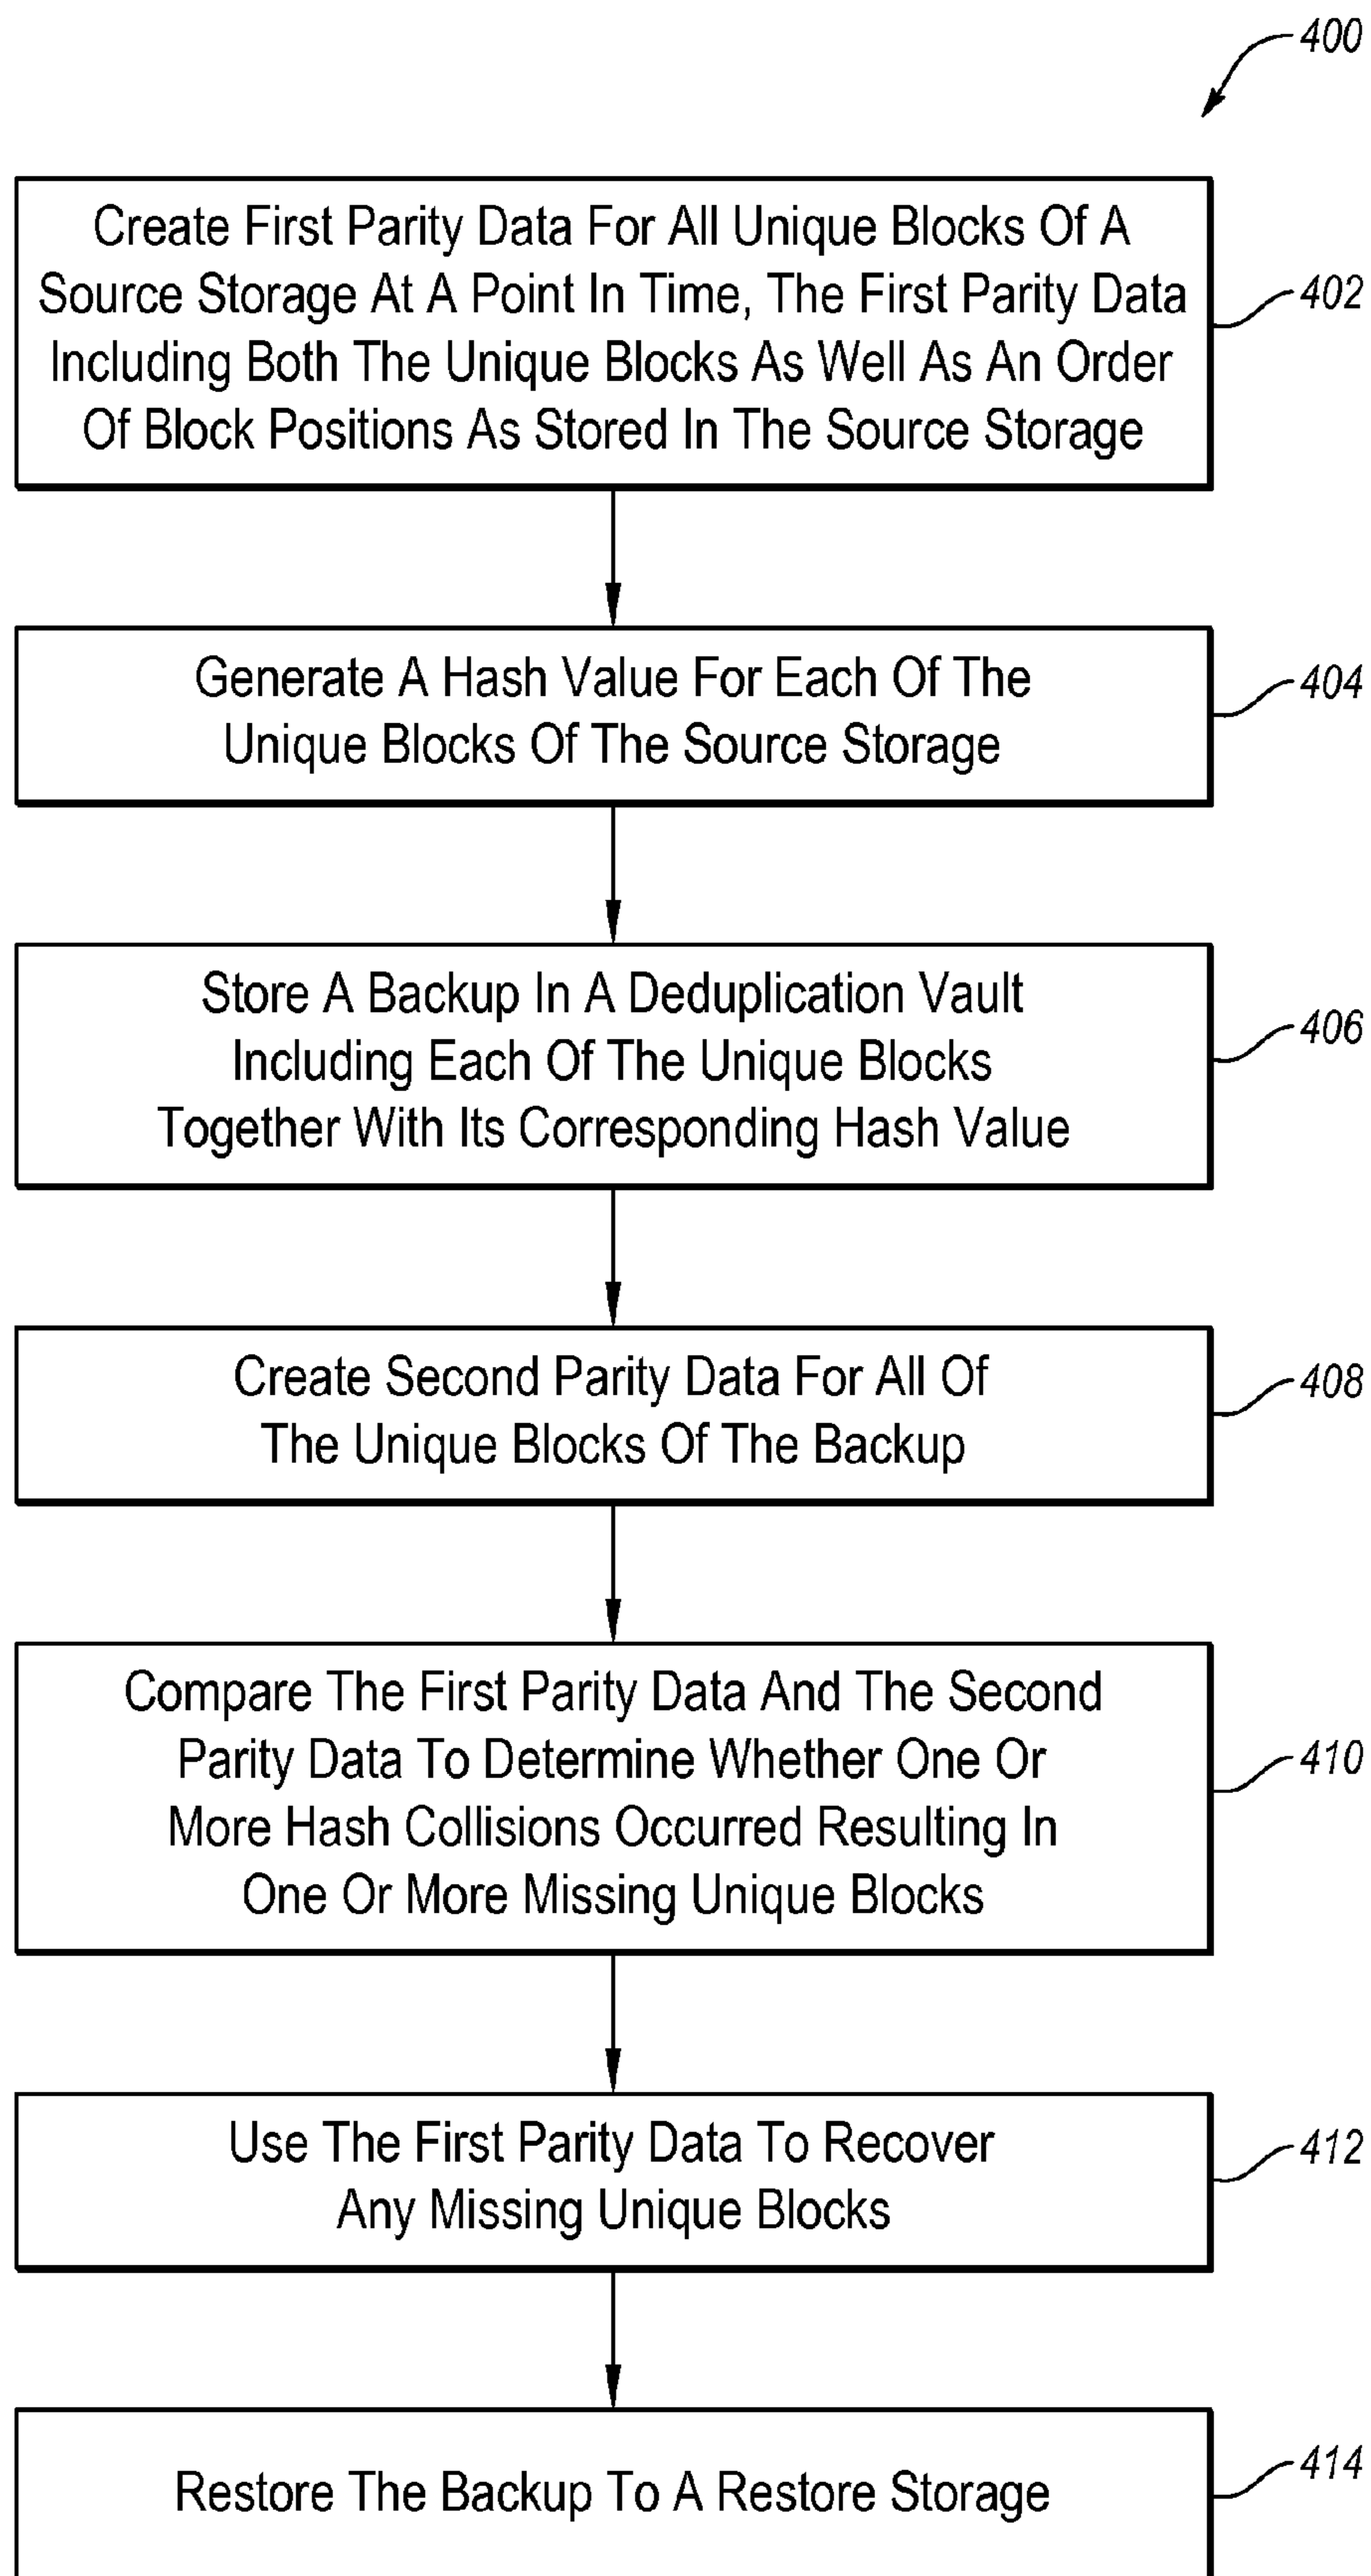 400
Create First Parity Data For All Unique Blocks Of A
Source Storage At A Point In Time, The First Parity Data
Including Both The Unique Blocks As Well As An Order
Of Block Positions As Stored In The Source Storage
402
Generate A Hash Value For Each Of The
Unique Blocks Of The Source Storage
404
Store A Backup In A Deduplication Vault
Including Each Of The Unique Blocks
Together With Its Corresponding Hash Value
406
Create Second Parity Data For All Of
The Unique Blocks Of The Backup
408
Compare The First Parity Data And The Second
Parity Data To Determine Whether One Or
More Hash Collisions Occurred Resulting In
One Or More Missing Unique Blocks
410
Use The First Parity Data To Recover
Any Missing Unique Blocks
412
Restore The Backup To A Restore Storage
414